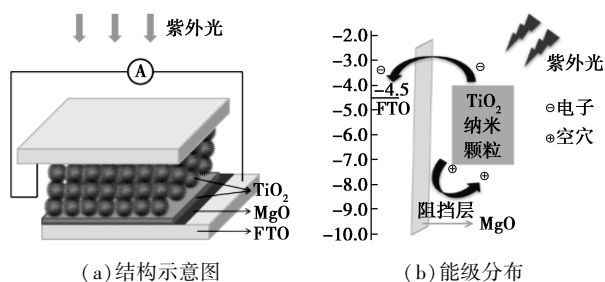 紫外光
A
TiO2
MgO
FTO
(a)结构示意图
-2.0
-3.0
-4.0
-4.5
FTO
-5.0
-6.0
-7.0
-8.0
-9.0
-10.0
紫外光
TiO2
纳米
颗粒
⊖电子
⊕空穴
阻挡层
MgO
(b)能级分布